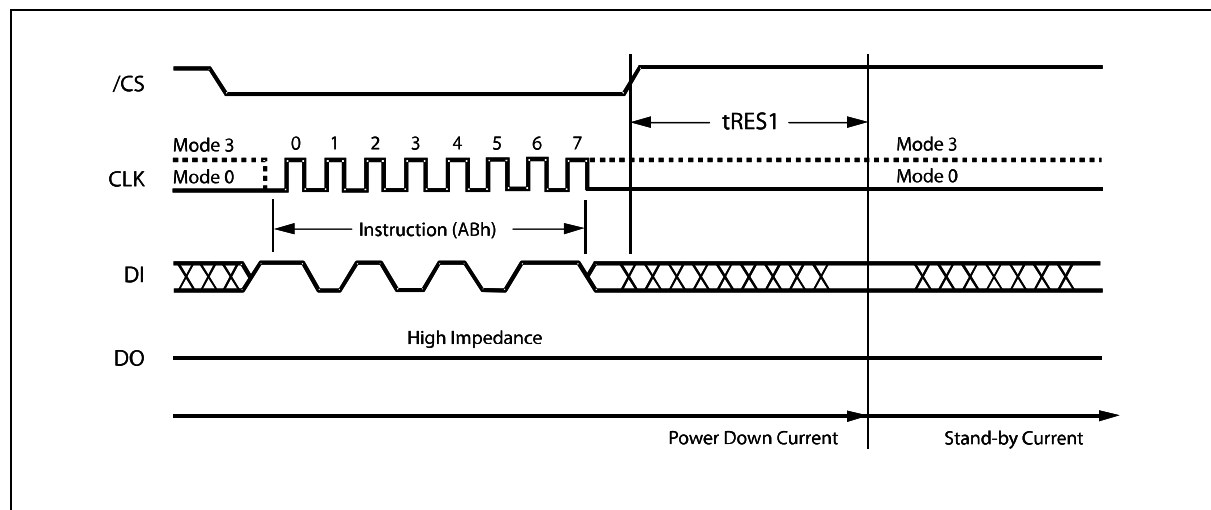 /CS
tRES1
Mode 3
0 1 2 3 4 5 6 7
Mode 3
CLK
Mode 0
Mode 0
Instruction (ABh)
DI
High Impedance
DO
Power Down Current
Stand-by Current